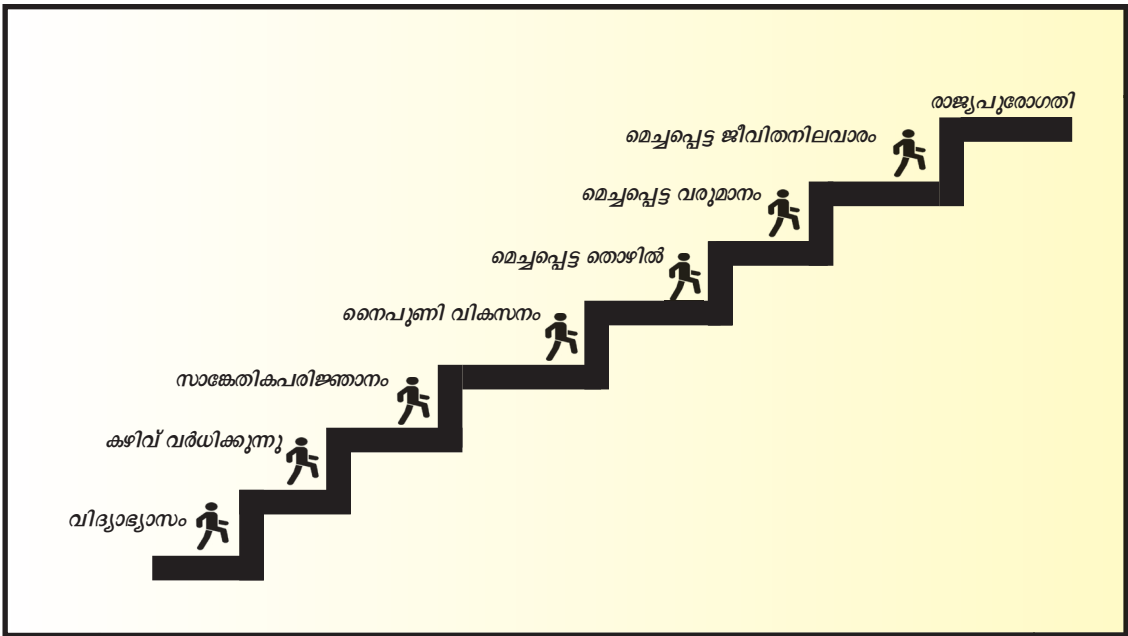 രാജ്യപുരോഗതി
മെച്ചപ്പെട്ട ജീവിതനിലവാരം
മെച്ചപ്പെട്ട വരുമാനം
മെച്ചപ്പെട്ട തൊഴിൽ
നൈപുണി വികസനം
സാങ്കേതികപരിജ്ഞാനം
കഴിവ് വർധിക്കുന്നു
വിദ്യാഭ്യാസം